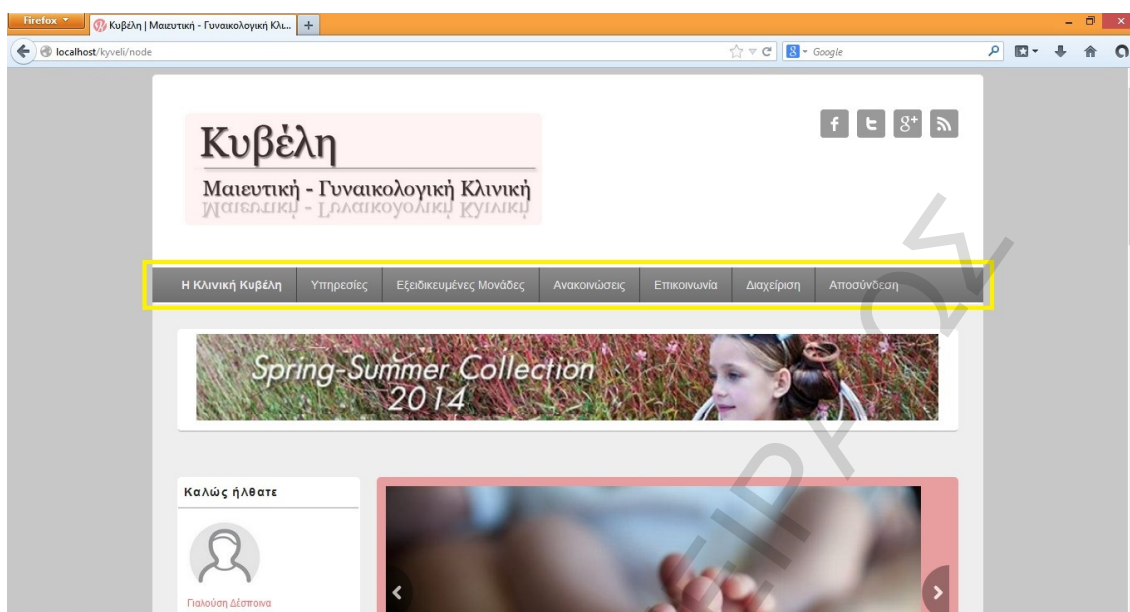 Firefox
Κυβέλη | Μαιευτική - Γυναικολογική Κλι...
localhost/kyveli/node
Google
Κυβέλη
Μαιευτική - Γυναικολογική Κλινική
Η Κλινική Κυβέλη Υπηρεσίες Εξειδικευμένες Μονάδες Ανακοινώσεις Επικοινωνία Διαχείριση Αποσύνδεση
Spring-Summer Collection
2014
Καλώς ήλθατε
Γιαλούση Δέσποινα
ΕΙΡΑΙΩΣ